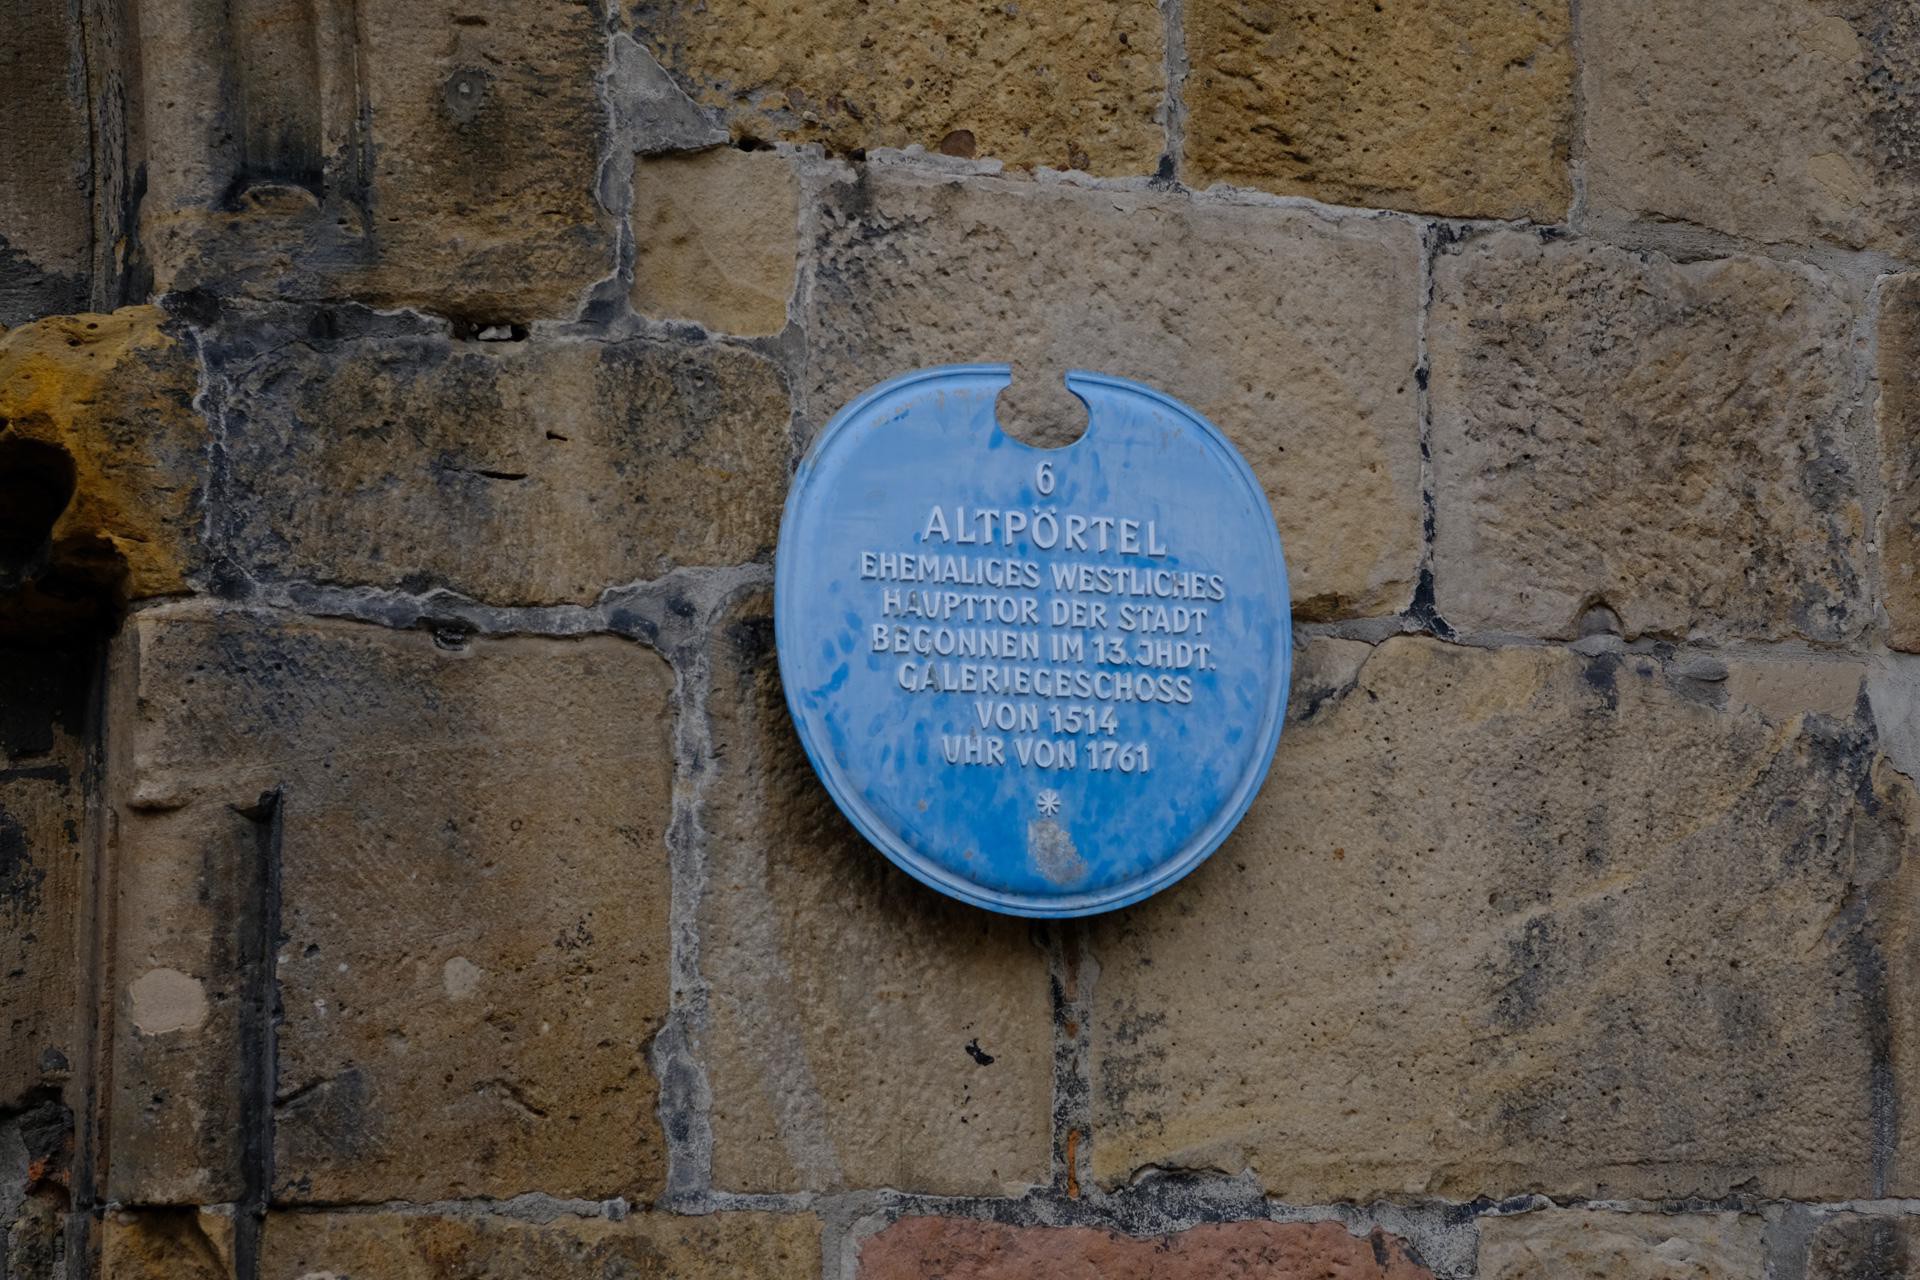 6
ALTPÖRTEL
EHEMALIGES WESTLICHES
HAUPTTOR DER STADT
BEGONNEN IM 13. JHDT.
GALERIEGESCHOSS
VON 1514
UHR VON 1761
*